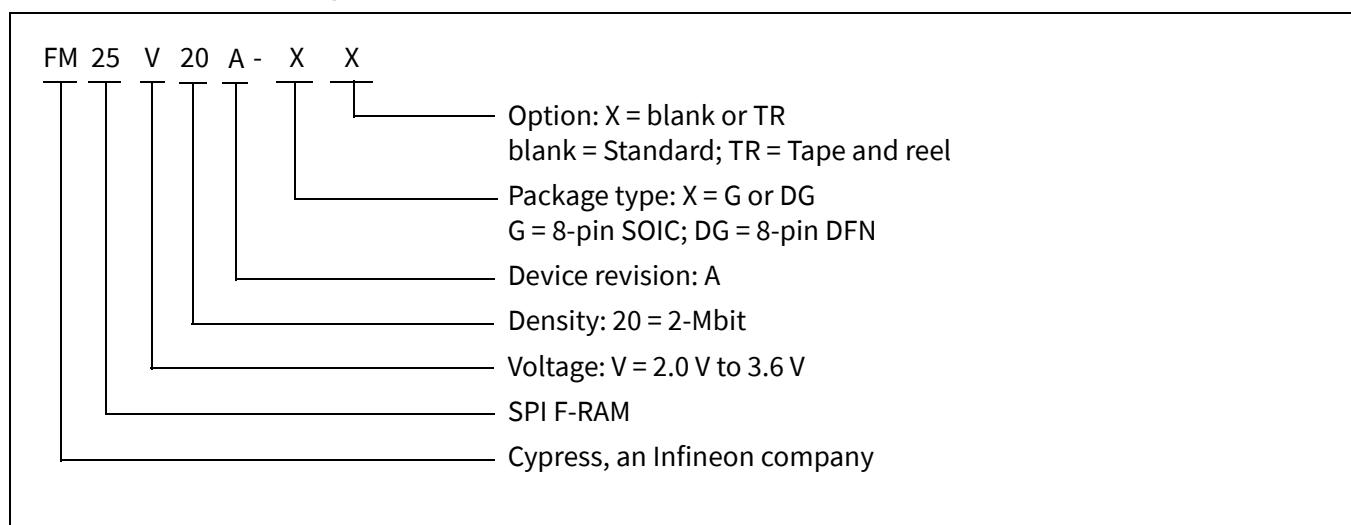 FM 25 V 20 A - X X
Option: X = blank or TR
blank = Standard; TR = Tape and reel
Package type: X = G or DG
G = 8-pin SOIC; DG = 8-pin DFN
Device revision: A
Density: 20 = 2-Mbit
Voltage: V = 2.0 V to 3.6 V
SPI F-RAM
Cypress, an Infineon company